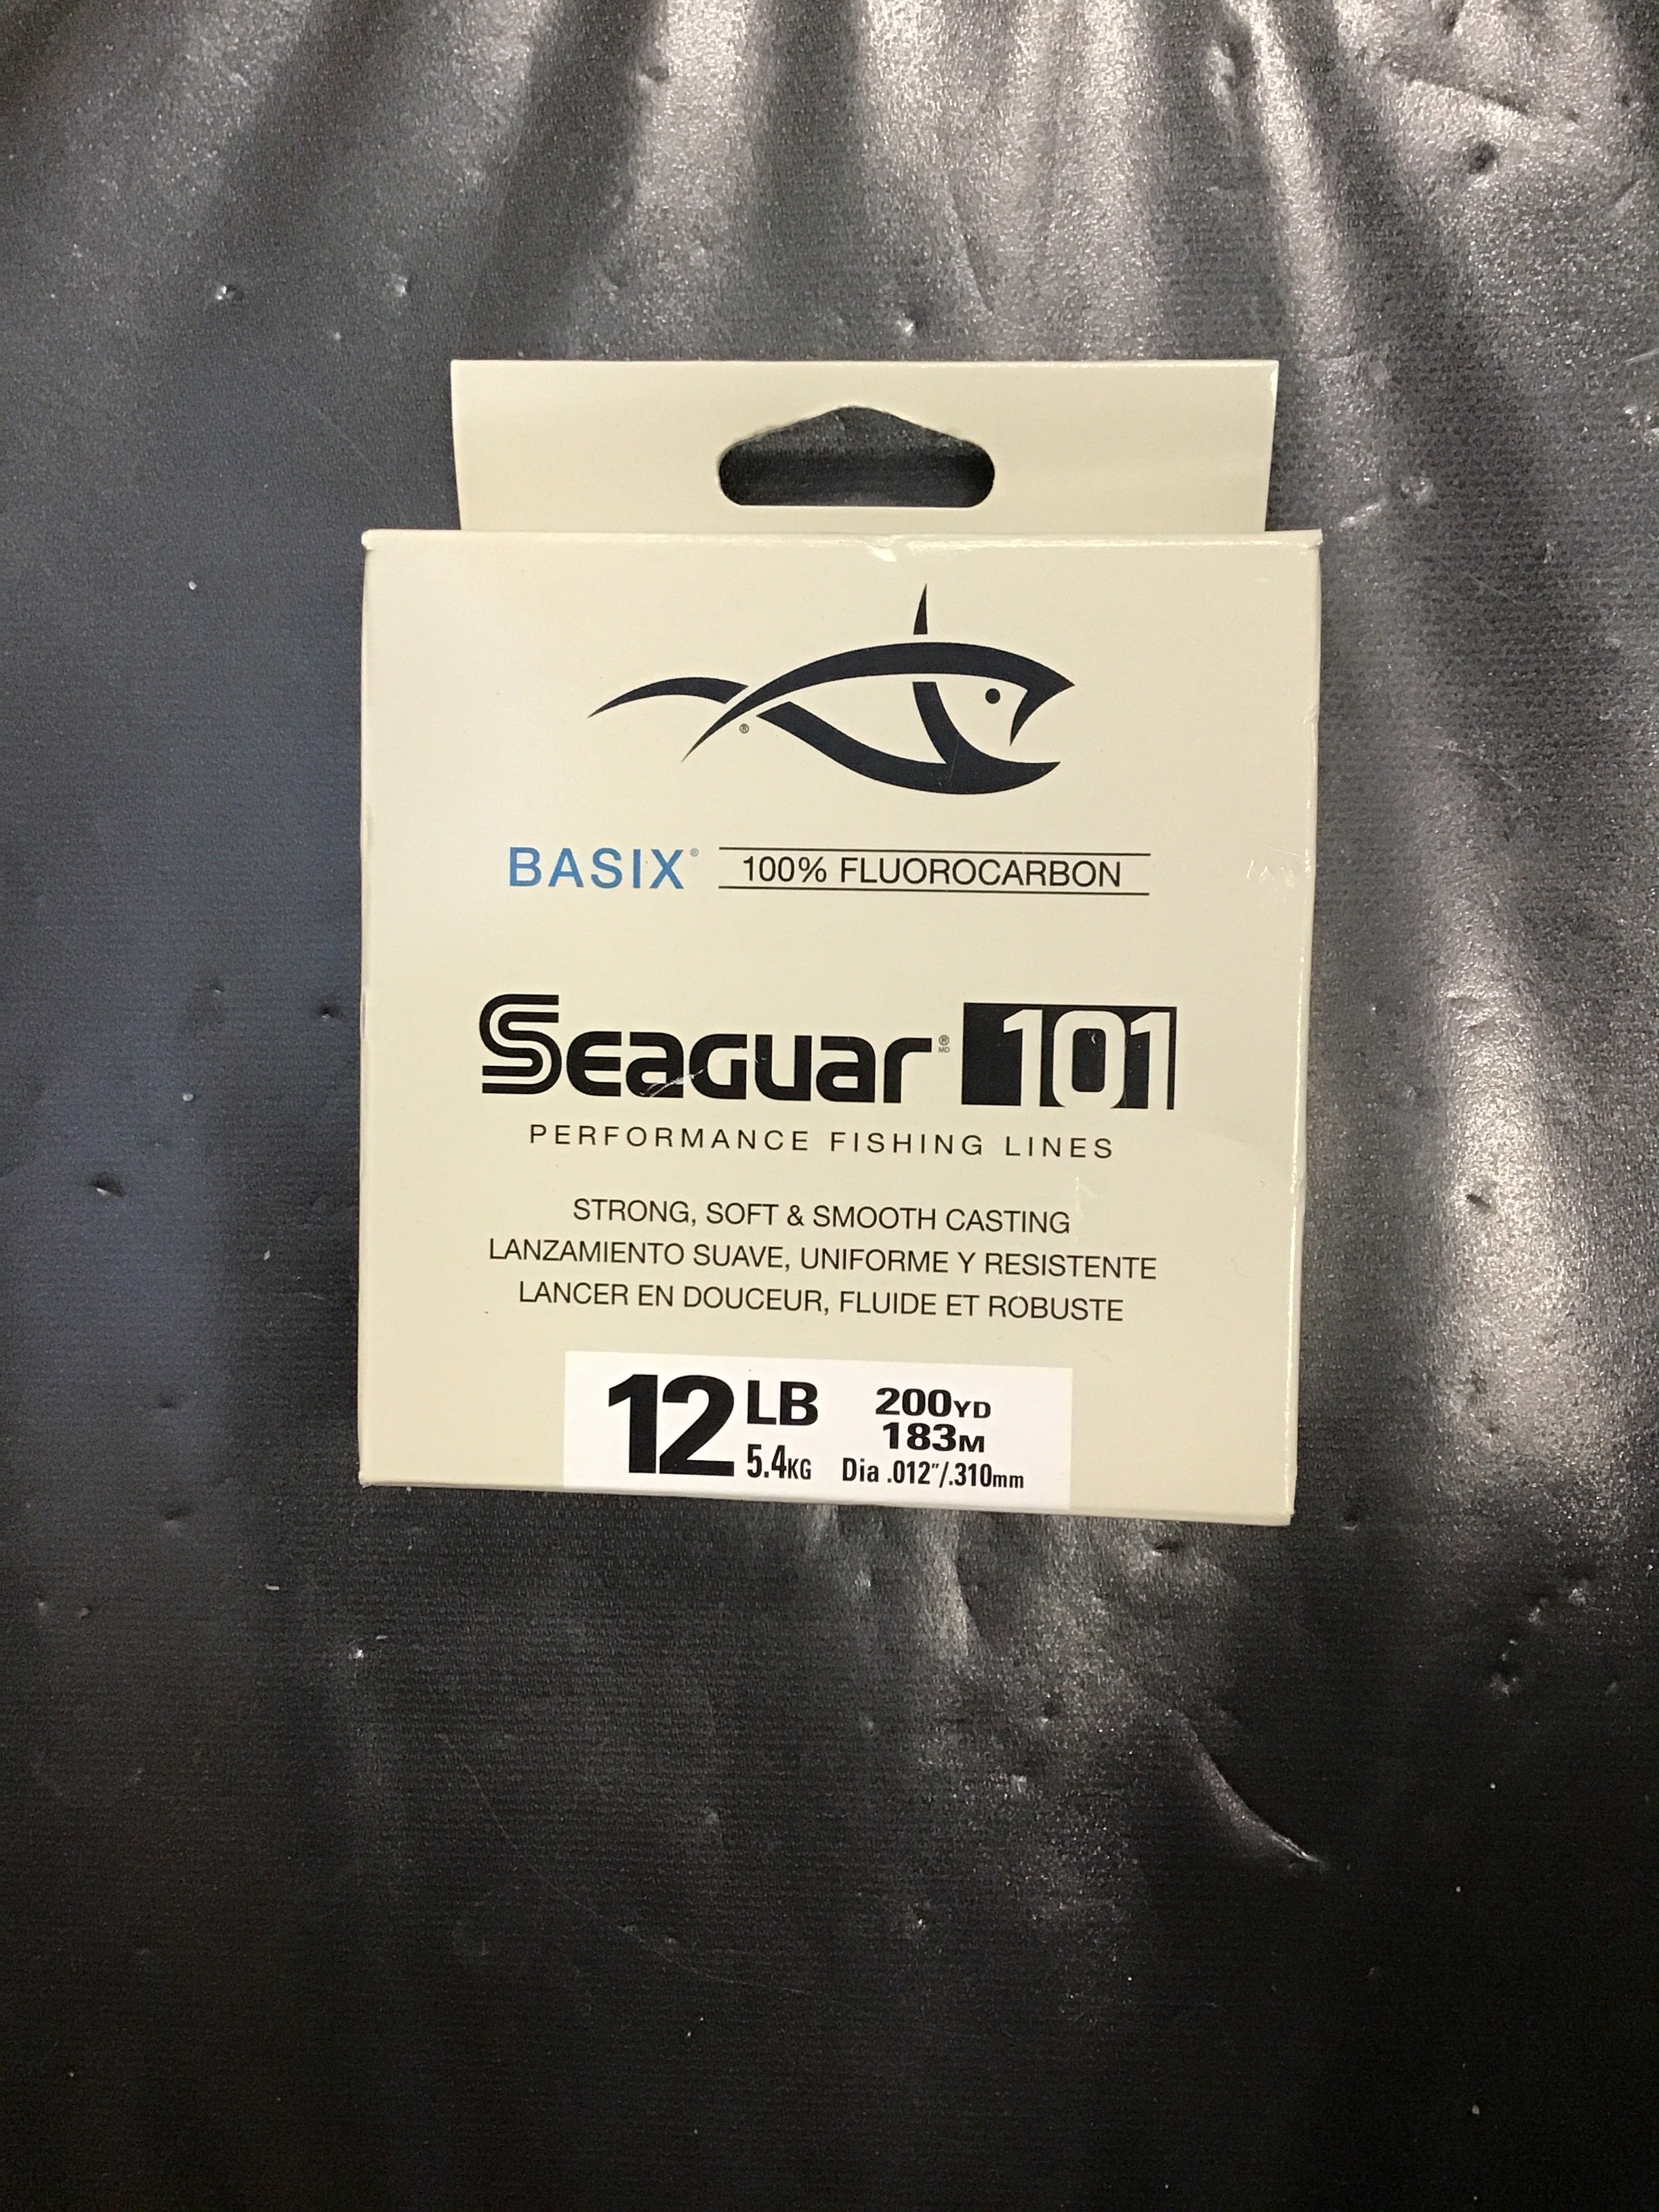 ®
BASIX® 100% FLUOROCARBON
SEAGUAR® MD 101
PERFORMANCE FISHING LINES
STRONG, SOFT & SMOOTH CASTING
LANZAMIENTO SUAVE, UNIFORME Y RESISTENTE
LANCER EN DOUCEUR, FLUIDE ET ROBUSTE
12 LB 200YD
183M
5.4KG Dia .012"/.310mm